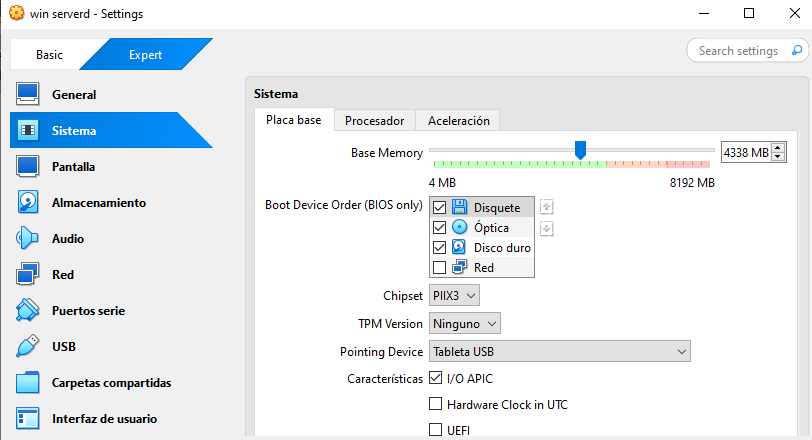 win serverd - Settings
Basic
Expert
Search settings
General
Sistema
Pantalla
Almacenamiento
Audio
Red
Puertos serie
USB
Carpetas compartidas
Interfaz de usuario
Sistema
Placa base
Procesador
Aceleración
Base Memory
4338 MB
4 MB
8192 MB
Boot Device Order (BIOS only)
Disquete
Óptica
Disco duro
Red
Chipset
PIIX3
TPM Version
Ninguno
Pointing Device
Tableta USB
Características
I/O APIC
Hardware Clock in UTC
UEFI